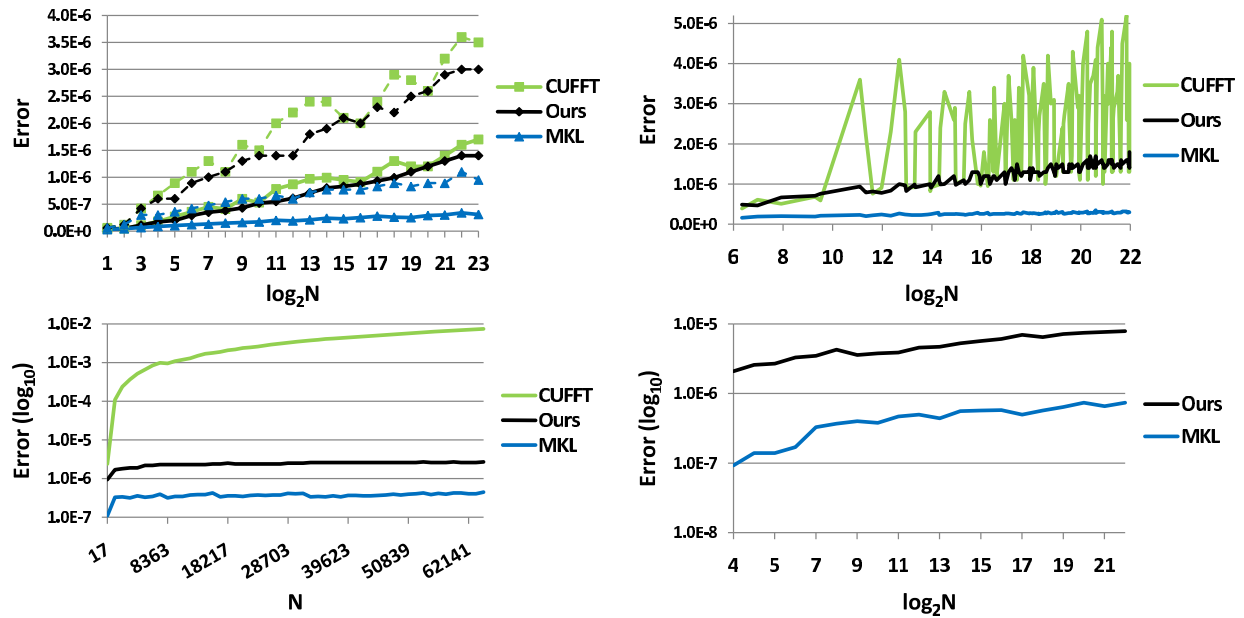 4.0E-6
3.5E-6
3.0E-6
2.5E-6
2.0E-6
1.5E-6
1.0E-6
5.0E-7
0.0E+0
Error
1 3 5 7 9 11 13 15 17 19 21 23
log2N
CUFFT
Ours
MKL
5.0E-6
4.0E-6
3.0E-6
2.0E-6
1.0E-6
0.0E+0
Error
6 8 10 12 14 16 18 20 22
log2N
CUFFT
Ours
MKL
1.0E-2
1.0E-3
1.0E-4
1.0E-5
1.0E-6
1.0E-7
Error (log10)
17 8363 18217 28703 39623 50839 62141
N
CUFFT
Ours
MKL
1.0E-5
1.0E-6
1.0E-7
1.0E-8
Error (log10)
4 5 7 9 11 13 15 17 19 21
log2N
Ours
MKL